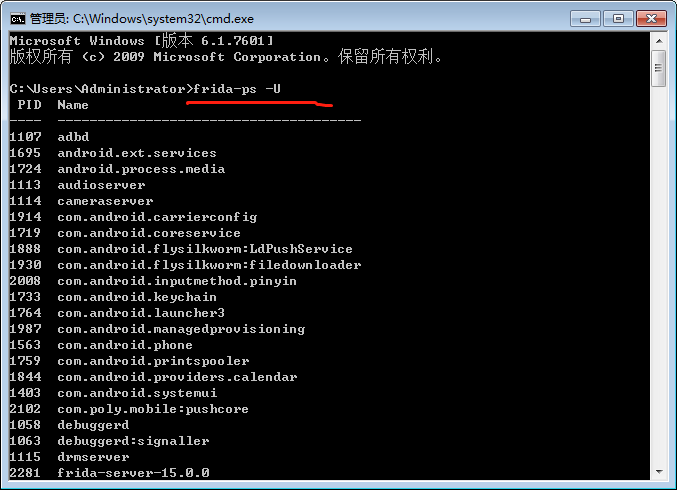 管理员: C:\Windows\system32\cmd.exe
Microsoft Windows [版本 6.1.7601]
版权所有 (c) 2009 Microsoft Corporation。保留所有权利。
C:\Users\Administrator>frida-ps -U
PID  Name
----  --------------------------------------
1107  adbd
1695  android.ext.services
1724  android.process.media
1113  audioserver
1114  cameraserver
1914  com.android.carrierconfig
1719  com.android.coreservice
1888  com.android.flysilkworm:LdPushService
1930  com.android.flysilkworm:filedownloader
2008  com.android.inputmethod.pinyin
1733  com.android.keychain
1764  com.android.launcher3
1987  com.android.managedprovisioning
1563  com.android.phone
1759  com.android.printspooler
1844  com.android.providers.calendar
1403  com.android.systemui
2102  com.poly.mobile:pushcore
1058  debuggerd
1063  debuggerd:signaller
1115  drmserver
2281  frida-server-15.0.0